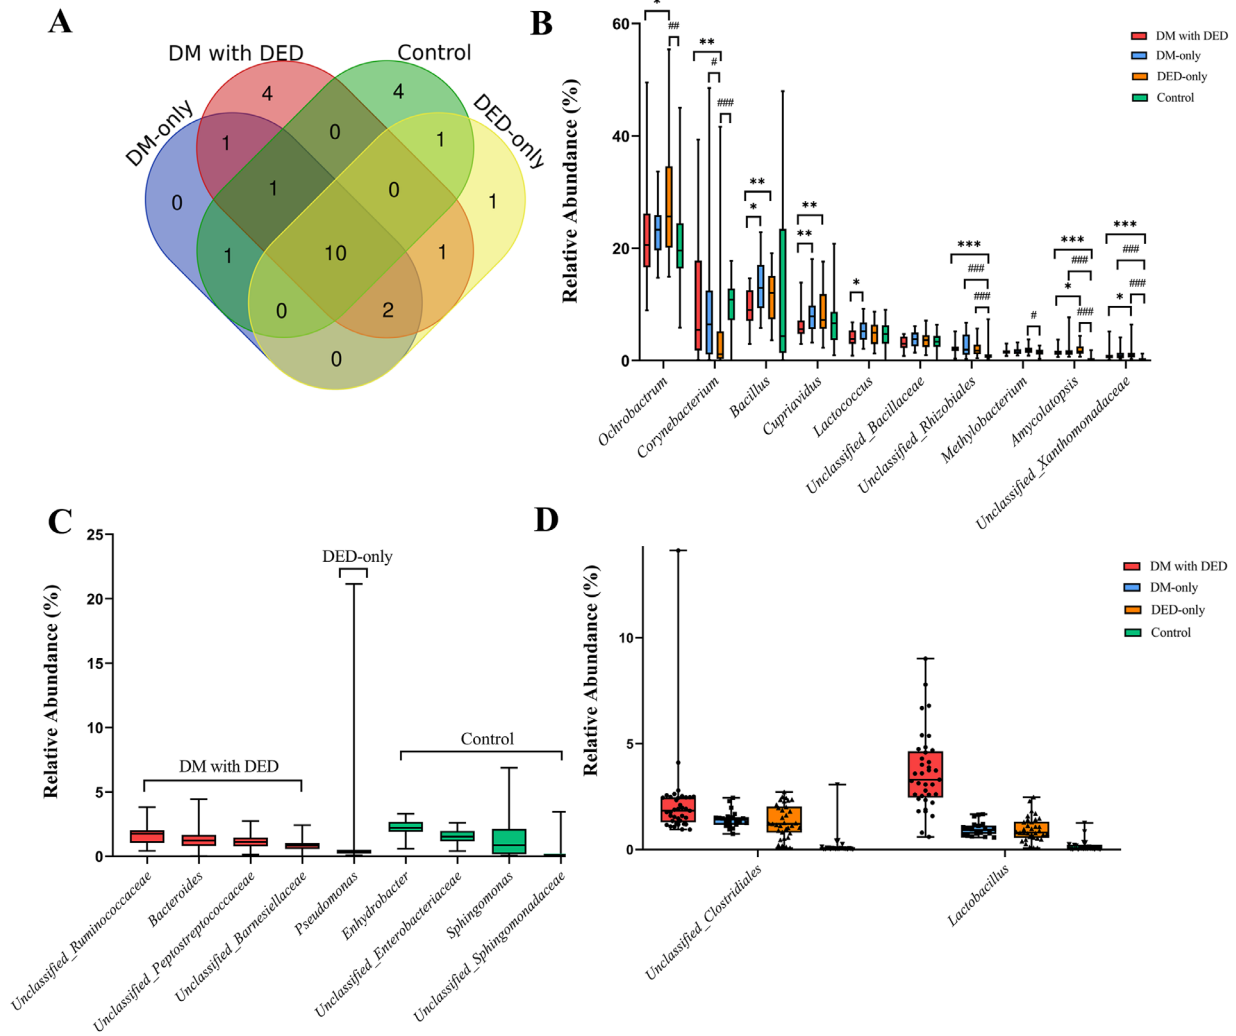 A
DM with DED
Control
DM-only
DED-only
4
4
1
0
1
0
1
0
1
1
10
1
0
2
0
B
Relative Abundance (%)
60
40
20
0
*
##
**
#
###
**
*
**
**
*
***
###
###
#
***
###
*
###
***
###
###
*
DM with DED
DM-only
DED-only
Control
Ochrobactrum
Corynebacterium
Bacillus
Cupriavidus
Lactococcus
Unclassified_Bacillaceae
Unclassified_Rhizobiales
Methylobacterium
Amycolatopsis
Unclassified_Xanthomonadaceae
C
Relative Abundance (%)
25
20
15
10
5
0
DM with DED
DED-only
Control
Unclassified_Ruminococcaceae
Bacteroides
Unclassified_Peptostreptococcaceae
Unclassified_Barnesiellaceae
Pseudomonas
Enhydrobacter
Unclassified_Enterobacteriaceae
Sphingomonas
Unclassified_Sphingomonadaceae
D
Relative Abundance (%)
10
5
0
DM with DED
DM-only
DED-only
Control
Unclassified_Clostridiales
Lactobacillus